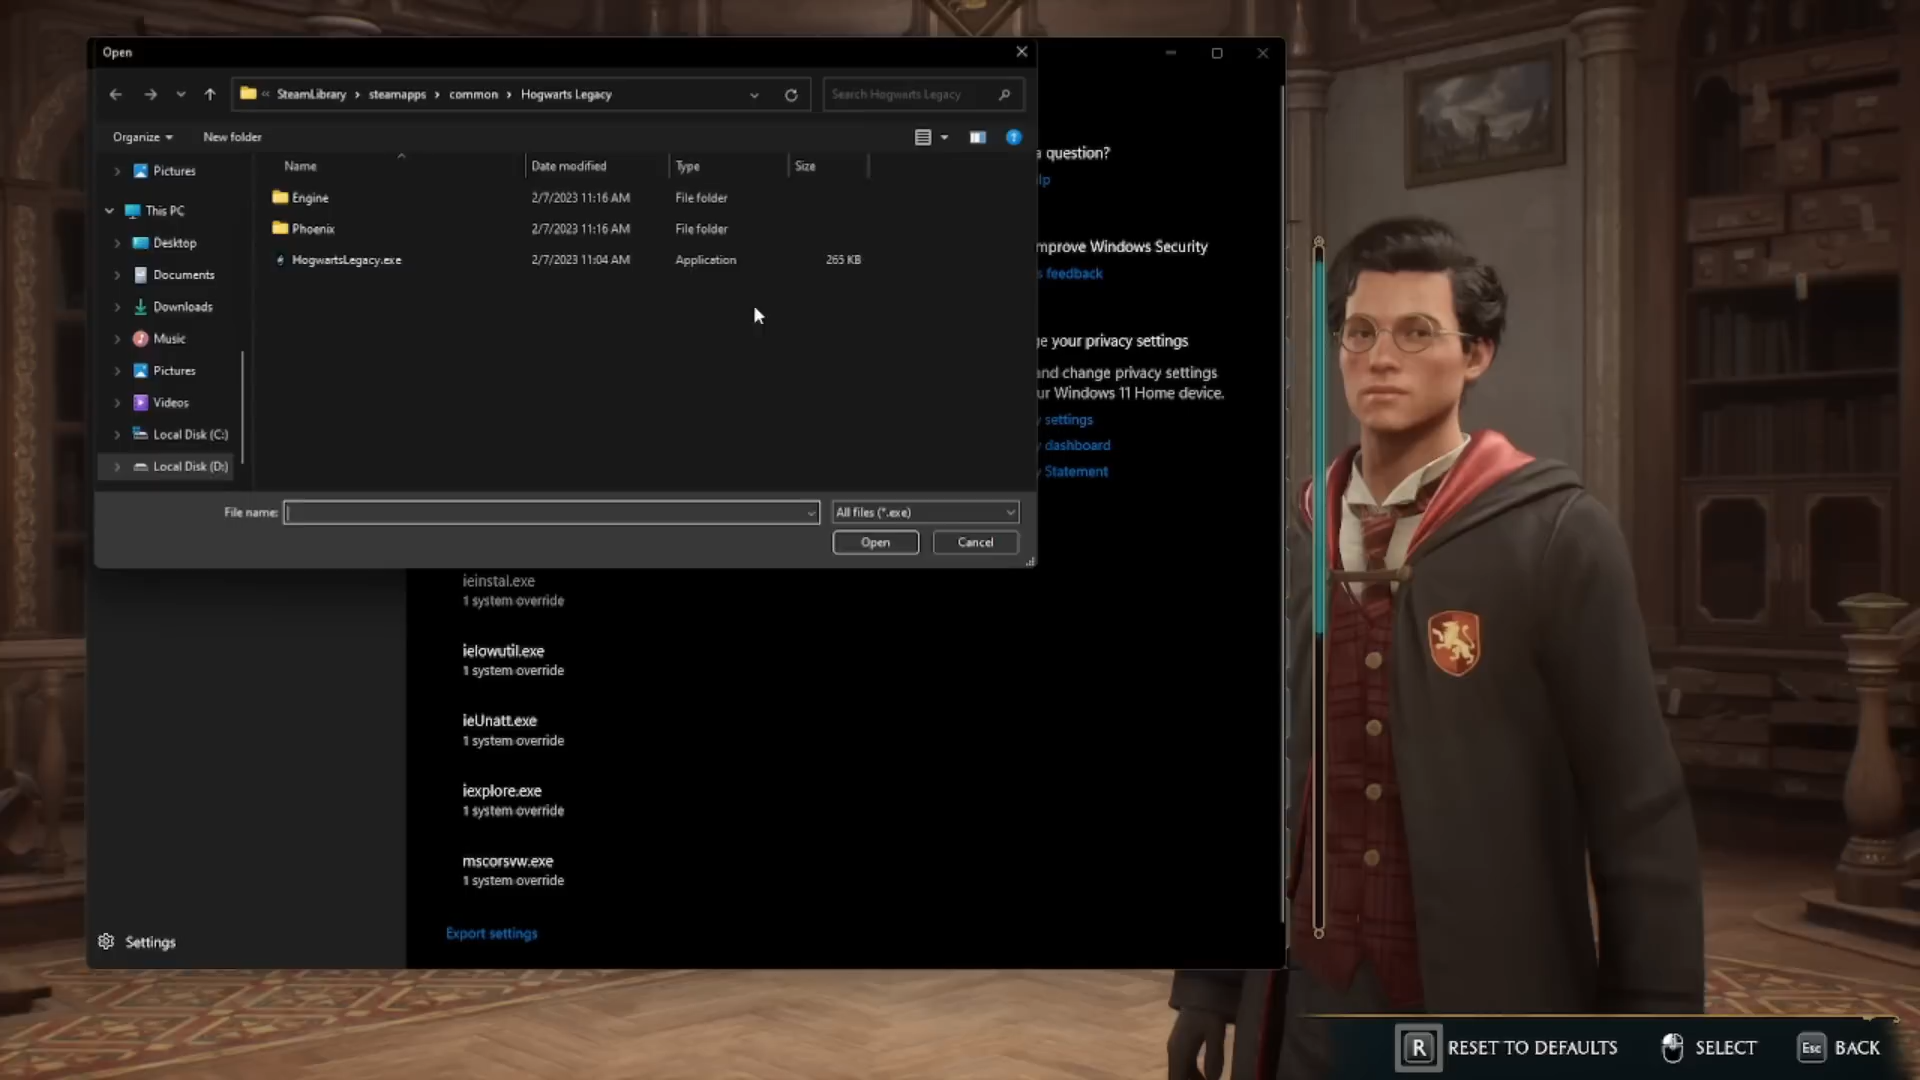 Open
SteamLibrary > steamapps > common > Hogwarts Legacy
Search Hogwarts Legacy
Organize
New folder
Name
Date modified
Type
Size
Engine 2/7/2023 11:16 AM File folder
Phoenix 2/7/2023 11:16 AM File folder
HogwartsLegacy.exe 2/7/2023 11:04 AM Application 265 KB
Pictures
This PC
Desktop
Documents
Downloads
Music
Pictures
Videos
Local Disk (C:)
Local Disk (D:)
File name:
All files (*.exe)
Open
Cancel
a question?
lp
mprove Windows Security
s feedback
e your privacy settings
and change privacy settings
ur Windows 11 Home device.
y settings
y dashboard
y Statement
ieinstal.exe
1 system override
ielowutil.exe
1 system override
ieUnatt.exe
1 system override
iexplore.exe
1 system override
mscorsvw.exe
1 system override
Export settings
Settings
R RESET TO DEFAULTS
SELECT
Esc BACK